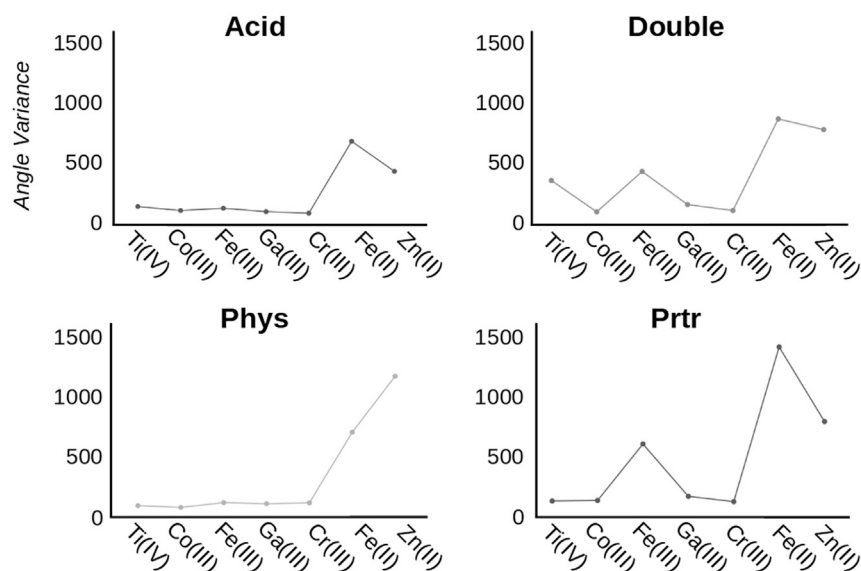 Acid
Angle Variance
1500
1000
500
0
Ti(IV)
Co(III)
Fe(III)
Ga(III)
Cr(III)
Fe(II)
Zn(II)
Double
1500
1000
500
0
Ti(IV)
Co(III)
Fe(III)
Ga(III)
Cr(III)
Fe(II)
Zn(II)
Phys
1500
1000
500
0
Ti(IV)
Co(III)
Fe(III)
Ga(III)
Cr(III)
Fe(II)
Zn(II)
Prtr
1500
1000
500
0
Ti(IV)
Co(III)
Fe(III)
Ga(III)
Cr(III)
Fe(II)
Zn(II)